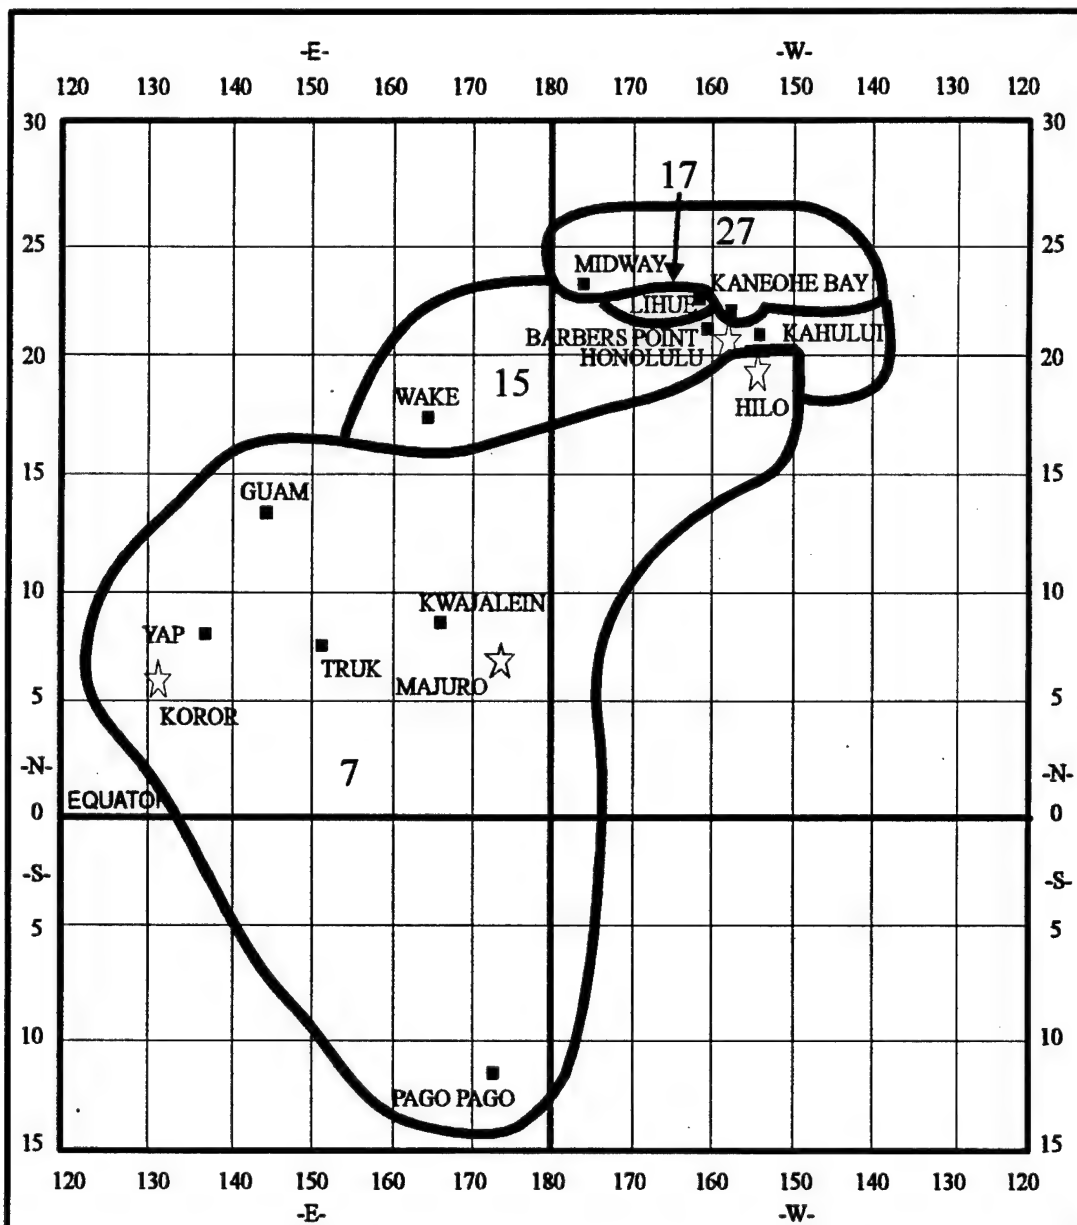 -E- -W-
120 130 140 150 160 170 180 170 160 150 140 130 120
30 30
17
27
25 25
MIDWAY
KANEOHE BAY
LIHUE
BARBERS POINT KAHULUI
20 HONOLULU 20
15
WAKE HILO
15 15
GUAM
10 10
KWAJALEIN
YAP
TRUK
MAJURO
5 5
KOROR
-N- 7 -N-
EQUATOR
0 0
-S- -S-
5 5
10 10
PAGO PAGO
15 15
120 130 140 150 160 170 180 170 160 150 140 130 120
-E- -W-